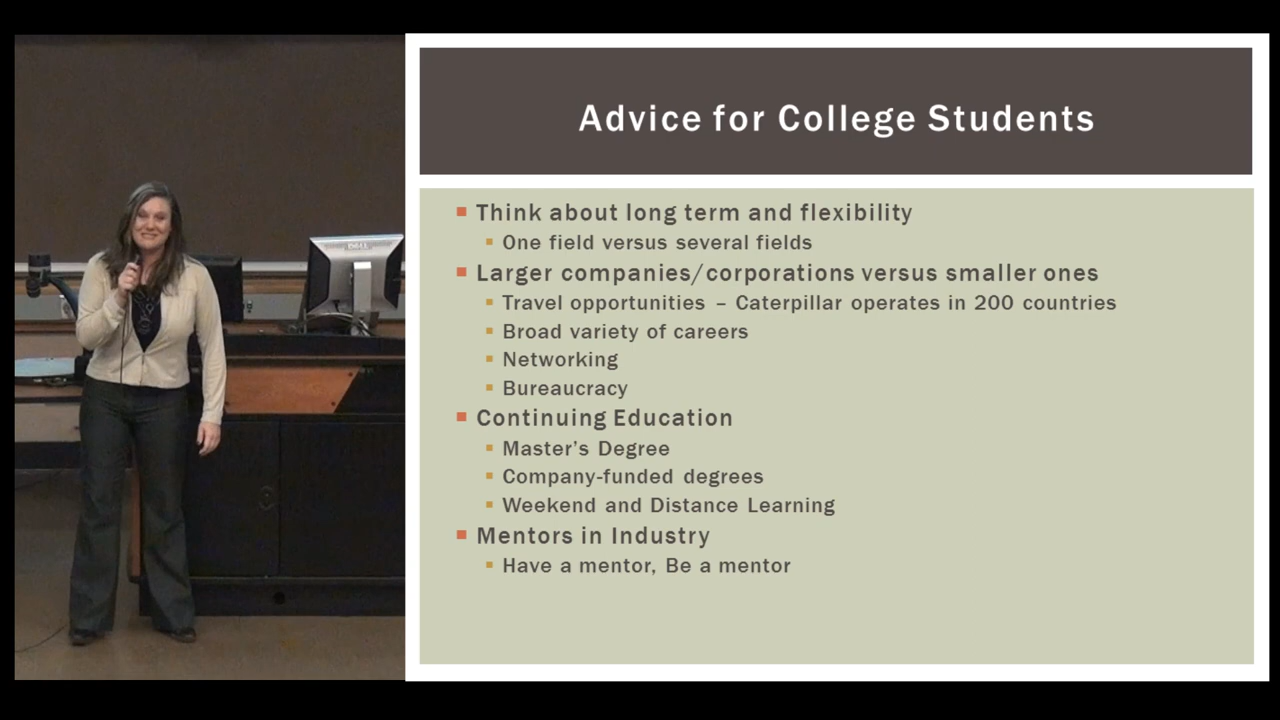 Advice for College Students
Think about long term and flexibility
One field versus several fields
Larger companies/corporations versus smaller ones
Travel opportunities – Caterpillar operates in 200 countries
Broad variety of careers
Networking
Bureaucracy
Continuing Education
Master's Degree
Company-funded degrees
Weekend and Distance Learning
Mentors in Industry
Have a mentor, Be a mentor
DELL